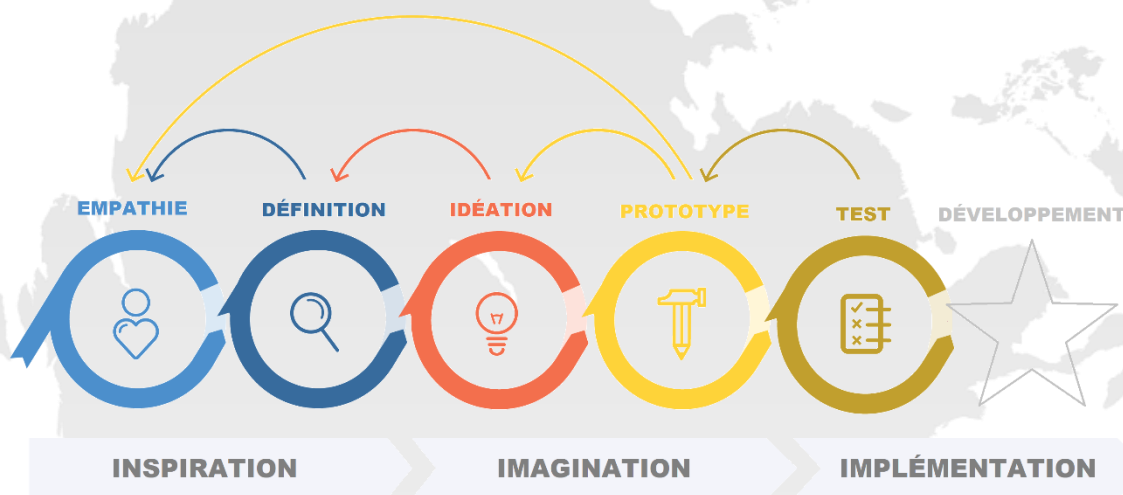 EMPATHIE
DÉFINITION
IDÉATION
PROTOTYPE
TEST
DÉVELOPPEMENT
INSPIRATION
IMAGINATION
IMPLÉMENTATION